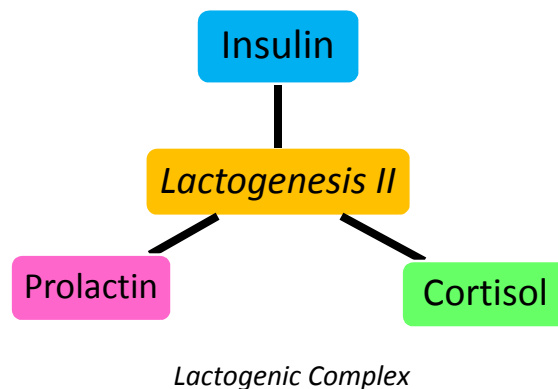 Insulin
Lactogenesis II
Prolactin
Cortisol
Lactogenic Complex